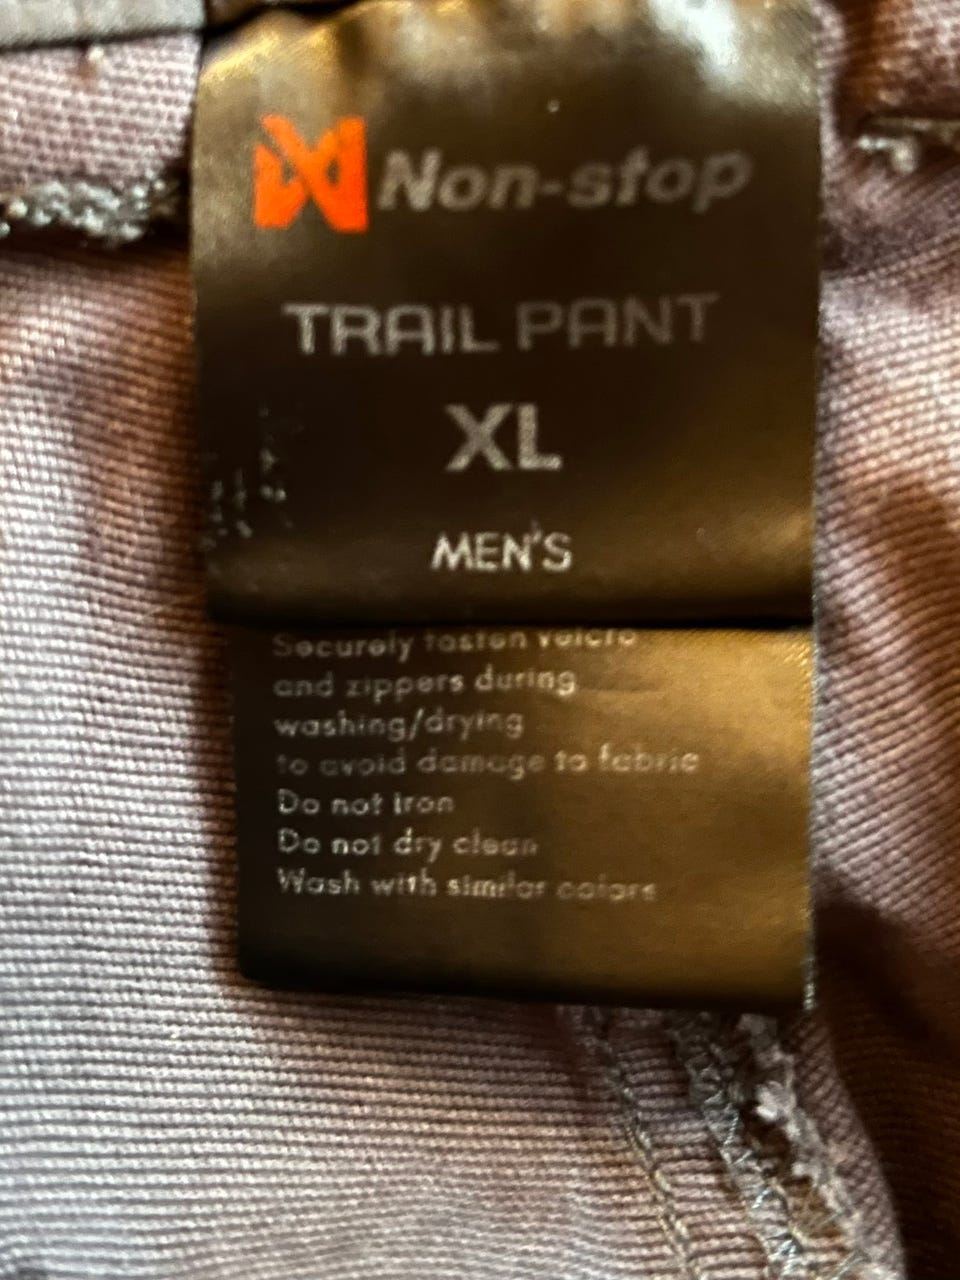 Non-stop
TRAIL PANT
XL
MEN'S
Securely fasten velcro
and zippers during
washing/drying
to avoid damage to fabric
Do not iron
Do not dry clean
Wash with similar colors